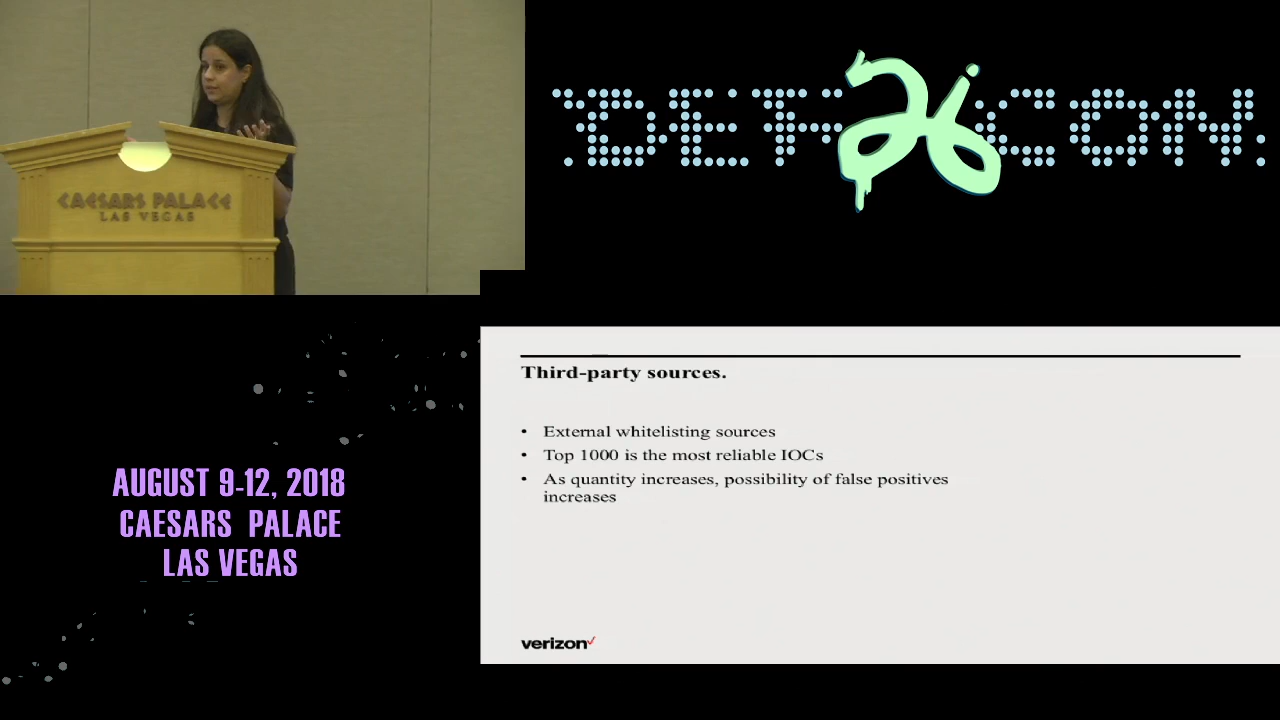 CAESARS PALACE
LAS VEGAS
DEF CON
26
AUGUST 9-12, 2018
CAESARS PALACE
LAS VEGAS
Third-party sources.
• External whitelisting sources
• Top 1000 is the most reliable IOCs
• As quantity increases, possibility of false positives
increases
verizon✓